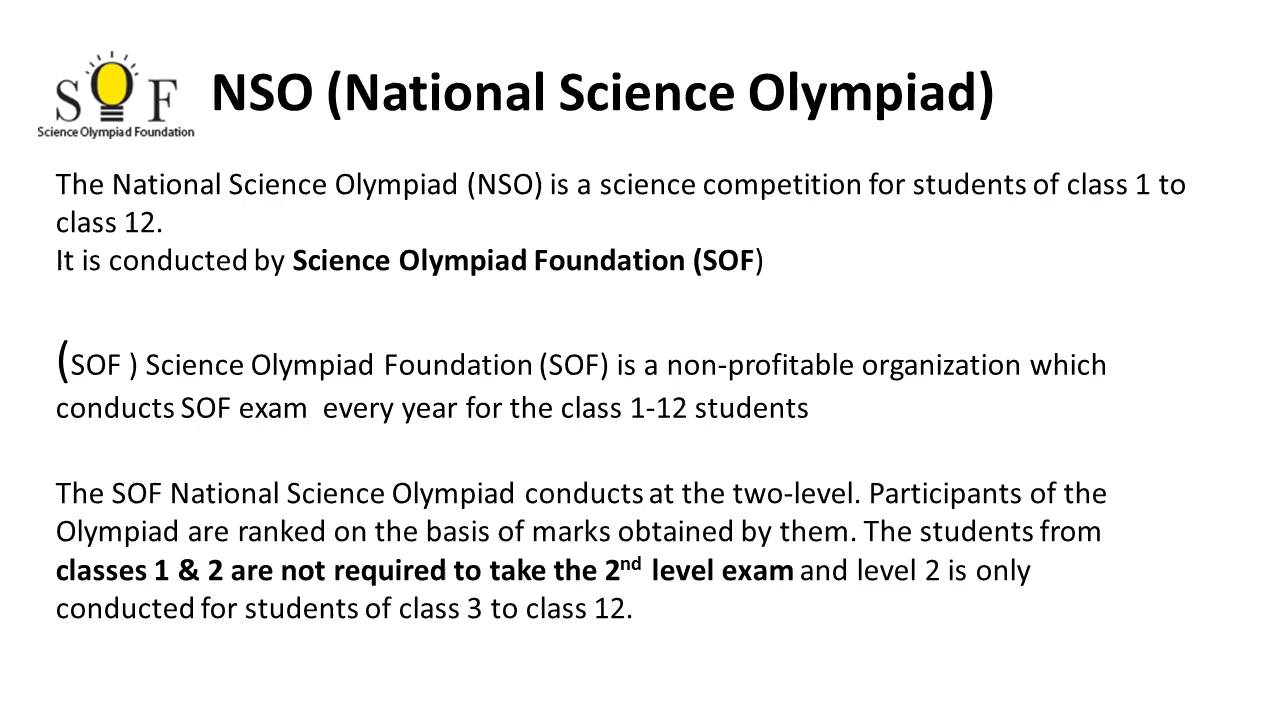 S O F
Science Olympiad Foundation
NSO (National Science Olympiad)
The National Science Olympiad (NSO) is a science competition for students of class 1 to
class 12.
It is conducted by Science Olympiad Foundation (SOF)
(SOF ) Science Olympiad Foundation (SOF) is a non-profitable organization which
conducts SOF exam  every year for the class 1-12 students
The SOF National Science Olympiad conducts at the two-level. Participants of the
Olympiad are ranked on the basis of marks obtained by them. The students from
classes 1 & 2 are not required to take the 2nd level exam and level 2 is only
conducted for students of class 3 to class 12.